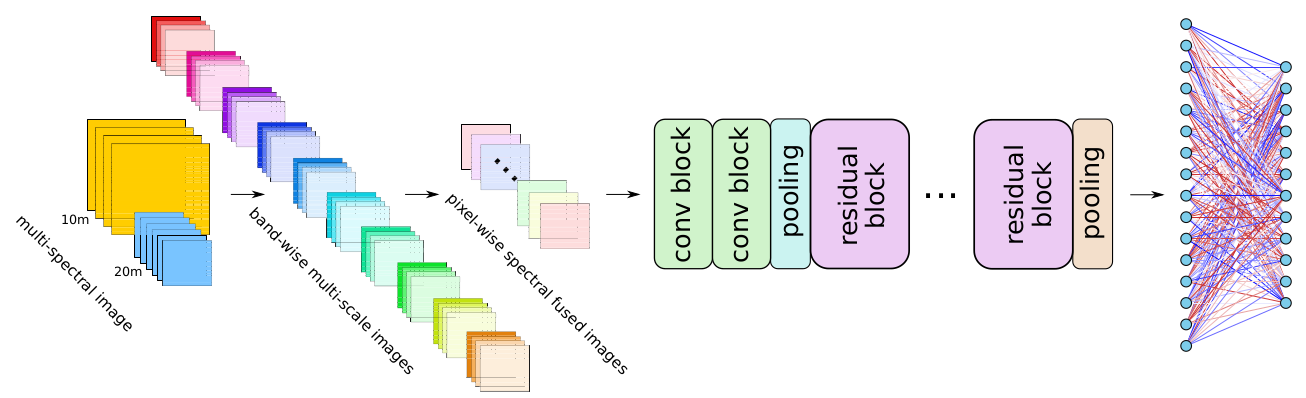 10m
20m
multi-spectral image
band-wise multi-scale images
pixel-wise spectral fused images
conv block
conv block
pooling
residual
block
...
residual
block
pooling